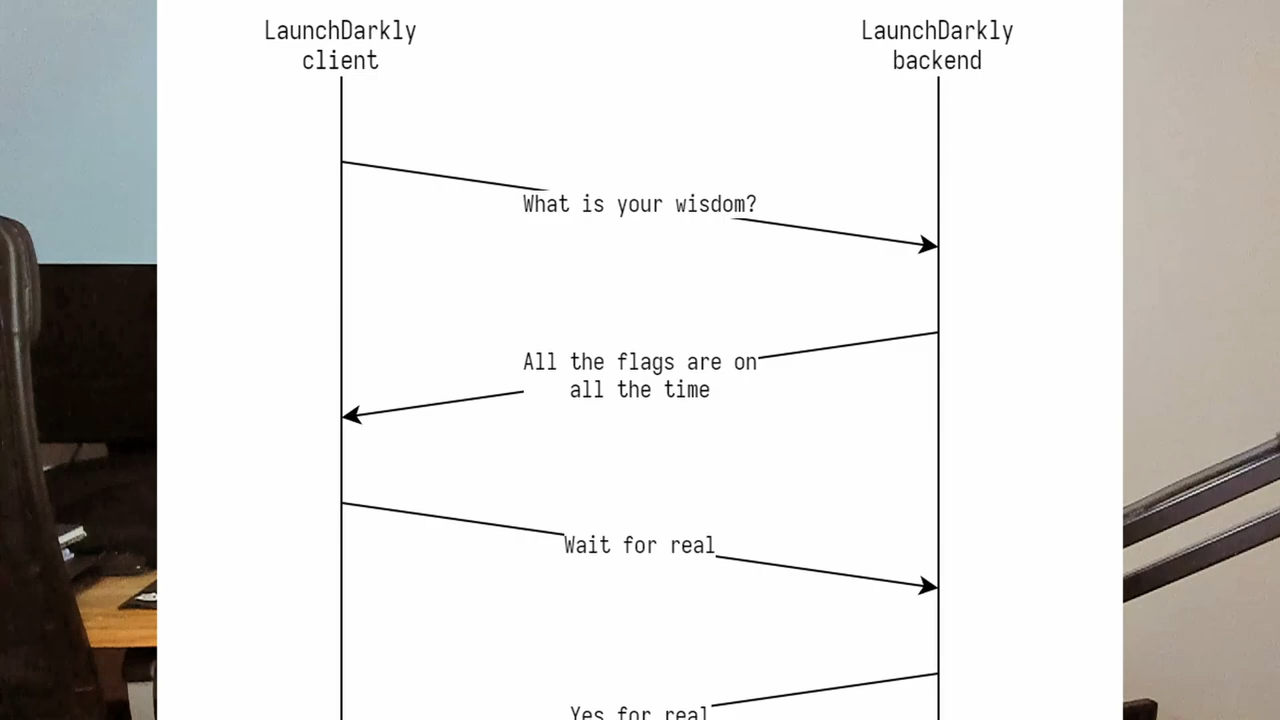 LaunchDarkly
client
LaunchDarkly
backend
What is your wisdom?
All the flags are on
all the time
Wait for real
Yes for real